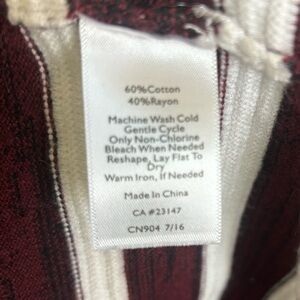 60%Cotton
40%Rayon
Machine Wash Cold
Gentle Cycle
Only Non-Chlorine
Bleach When Needed
Reshape, Lay Flat To
Dry
Warm Iron, If Needed
Made In China
CA #23147
CN904 7/16